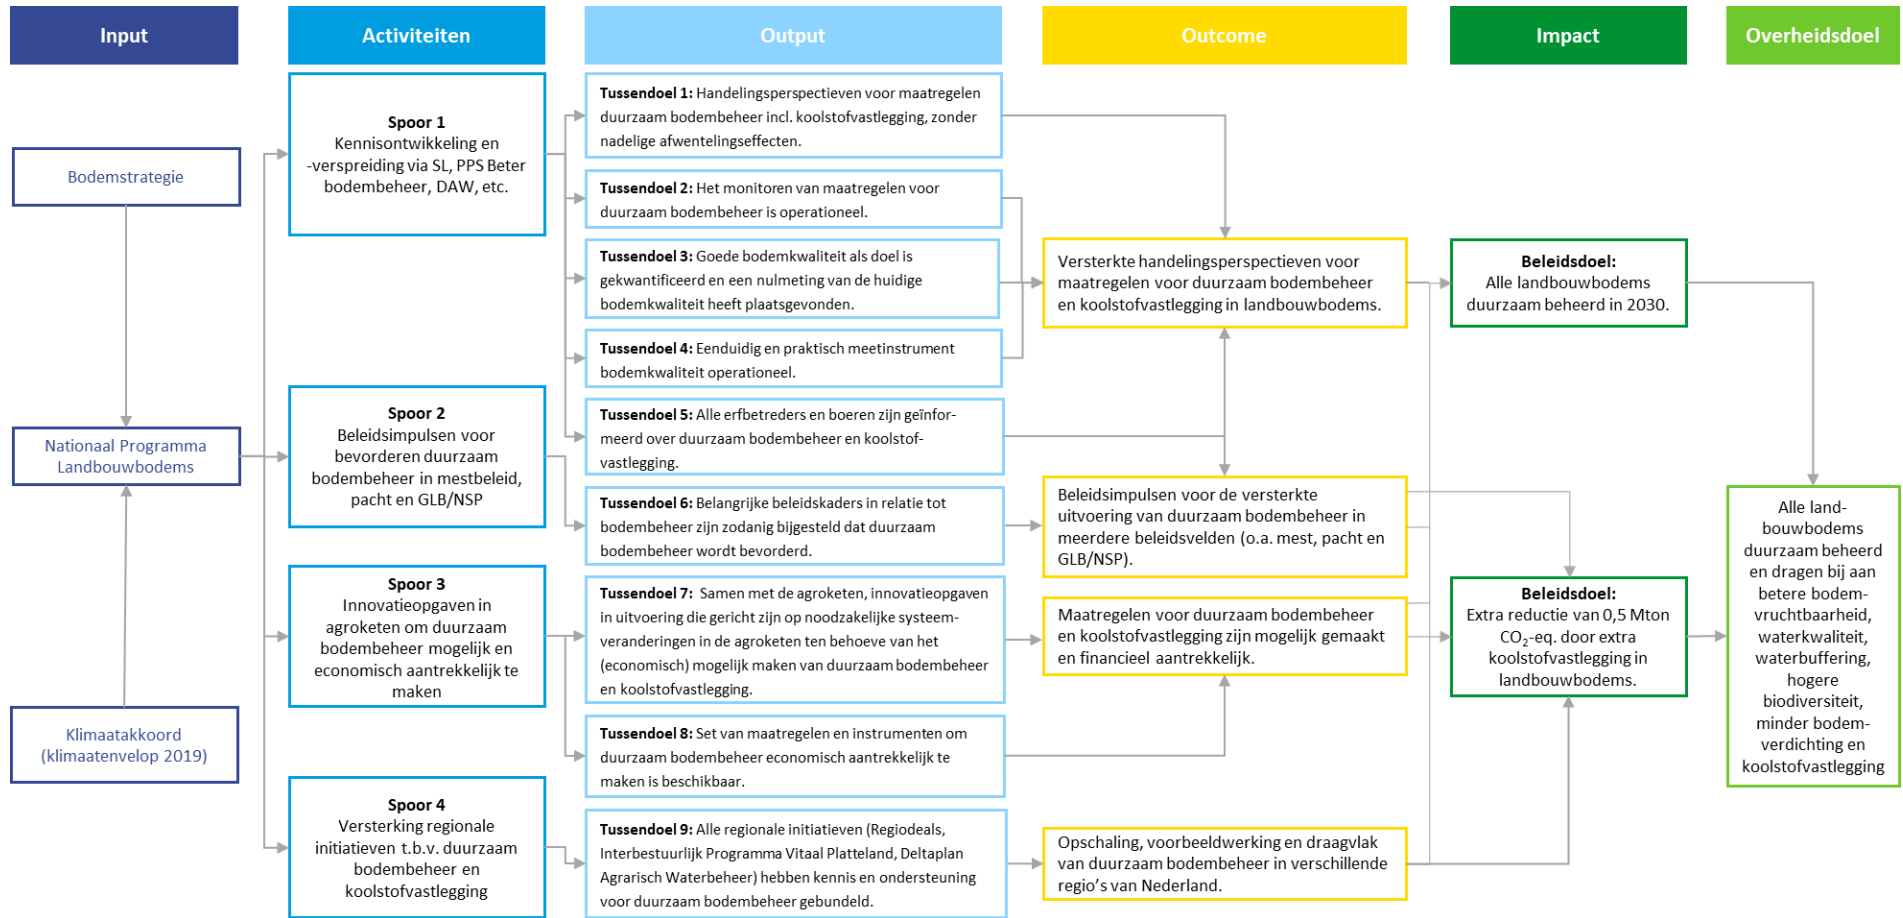 Input
Activiteiten
Output
Outcome
Impact
Overheidsdoel
Bodemstrategie
Nationaal Programma
Landbouwbodems
Klimaatakkoord
(klimaatenvelop 2019)
Spoor 1
Kennisontwikkeling en
-verspreiding via SL, PPS Beter
bodembeheer, DAW, etc.
Spoor 2
Beleidsimpulsen voor
bevorderen duurzaam
bodembeheer in mestbeleid,
pacht en GLB/NSP
Spoor 3
Innovatieopgaven in
agroketen om duurzaam
bodembeheer mogelijk en
economisch aantrekkelijk te
maken
Spoor 4
Versterking regionale
initiatieven t.b.v. duurzaam
bodembeheer en
koolstofvastlegging
Tussendoel 1: Handelingsperspectieven voor maatregelen
duurzaam bodembeheer incl. koolstofvastlegging, zonder
nadelige afwentelingseffecten.
Tussendoel 2: Het monitoren van maatregelen voor
duurzaam bodembeheer is operationeel.
Tussendoel 3: Goede bodemkwaliteit als doel is
gekwantificeerd en een nulmeting van de huidige
bodemkwaliteit heeft plaatsgevonden.
Tussendoel 4: Eenduidig en praktisch meetinstrument
bodemkwaliteit operationeel.
Tussendoel 5: Alle erfbetreders en boeren zijn geïnfor-
meerd over duurzaam bodembeheer en koolstof-
vastlegging.
Tussendoel 6: Belangrijke beleidskaders in relatie tot
bodembeheer zijn zodanig bijgesteld dat duurzaam
bodembeheer wordt bevorderd.
Tussendoel 7: Samen met de agroketen, innovatieopgaven
in uitvoering die gericht zijn op noodzakelijke systeem-
veranderingen in de agroketen ten behoeve van het
(economisch) mogelijk maken van duurzaam bodembeheer
en koolstofvastlegging.
Tussendoel 8: Set van maatregelen en instrumenten om
duurzaam bodembeheer economisch aantrekkelijk te
maken is beschikbaar.
Tussendoel 9: Alle regionale initiatieven (Regiodeals,
Interbestuurlijk Programma Vitaal Platteland, Deltaplan
Agrarisch Waterbeheer) hebben kennis en ondersteuning
voor duurzaam bodembeheer gebundeld.
Versterkte handelingsperspectieven voor
maatregelen voor duurzaam bodembeheer
en koolstofvastlegging in landbouwbodems.
Beleidsimpulsen voor de versterkte
uitvoering van duurzaam bodembeheer in
meerdere beleidsvelden (o.a. mest, pacht en
GLB/NSP).
Maatregelen voor duurzaam bodembeheer
en koolstofvastlegging zijn mogelijk gemaakt
en financieel aantrekkelijk.
Opschaling, voorbeeldwerking en draagvlak
van duurzaam bodembeheer in verschillende
regio's van Nederland.
Beleidsdoel:
Alle landbouwbodems
duurzaam beheerd in 2030.
Beleidsdoel:
Extra reductie van 0,5 Mton
CO₂-eq. door extra
koolstofvastlegging in
landbouwbodems.
Alle land-
bouwbodems
duurzaam beheerd
en dragen bij aan
betere bodem-
vruchtbaarheid,
waterkwaliteit,
waterbuffering,
hogere
biodiversiteit,
minder bodem-
verdichting en
koolstofvastlegging